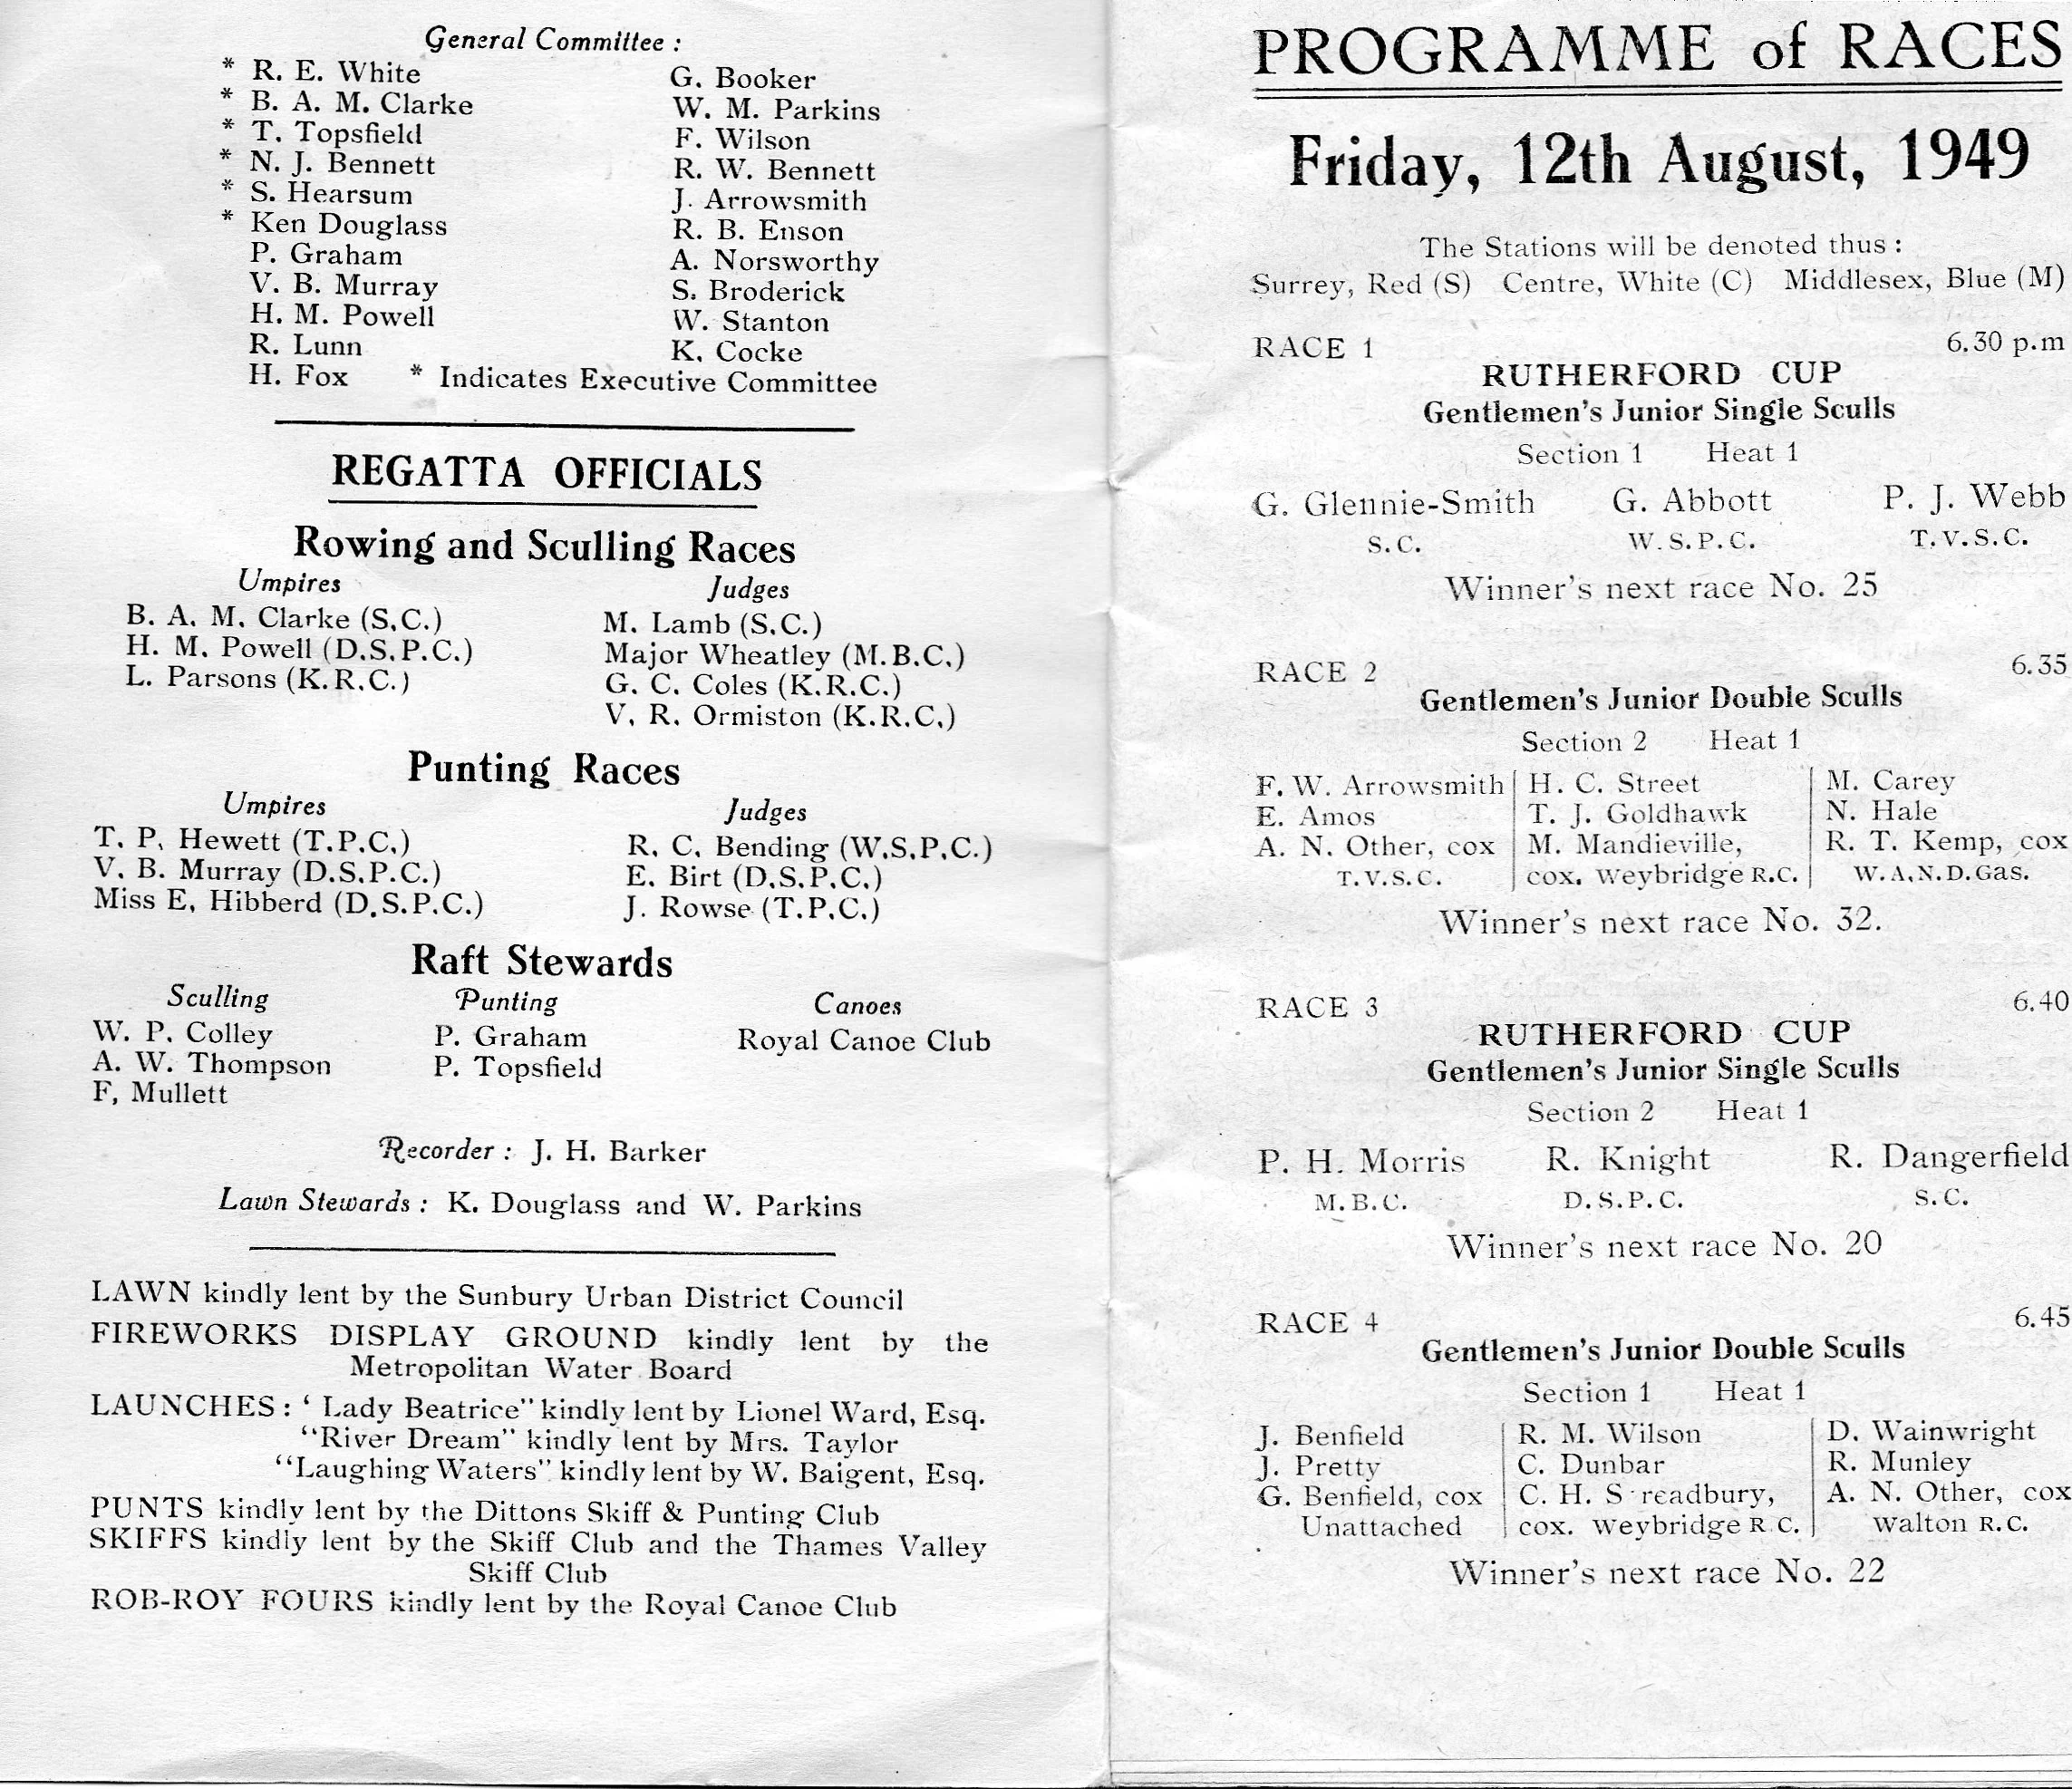 General Committee :
* R. E. White
* B. A. M. Clarke
* T. Topsfield
* N. J. Bennett
* S. Hearsum
* Ken Douglass
P. Graham
V. B. Murray
H. M. Powell
R. Lunn
H. Fox
G. Booker
W. M. Parkins
F. Wilson
R. W. Bennett
J. Arrowsmith
R. B. Enson
A. Norsworthy
S. Broderick
W. Stanton
K. Cocke
* Indicates Executive Committee
REGATTA OFFICIALS
Rowing and Sculling Races
Umpires
B. A. M. Clarke (S.C.)
H. M. Powell (D.S.P.C.)
L. Parsons (K.R.C.)
Judges
M. Lamb (S.C.)
Major Wheatley (M.B.C.)
G. C. Coles (K.R.C.)
V. R. Ormiston (K.R.C.)
Punting Races
Umpires
T. P. Hewett (T.P.C.)
V. B. Murray (D.S.P.C.)
Miss E. Hibberd (D.S.P.C.)
Judges
R. C. Bending (W.S.P.C.)
E. Birt (D.S.P.C.)
J. Rowse (T.P.C.)
Raft Stewards
Sculling
W. P. Colley
A. W. Thompson
F. Mullett
Punting
P. Graham
P. Topsfield
Canoes
Royal Canoe Club
Recorder : J. H. Barker
Lawn Stewards : K. Douglass and W. Parkins
LAWN kindly lent by the Sunbury Urban District Council
FIREWORKS DISPLAY GROUND kindly lent by the
Metropolitan Water Board
LAUNCHES : ‘ Lady Beatrice” kindly lent by Lionel Ward, Esq.
“River Dream” kindly lent by Mrs. Taylor
“Laughing Waters” kindly lent by W. Baigent, Esq.
PUNTS kindly lent by the Dittons Skiff & Punting Club
SKIFFS kindly lent by the Skiff Club and the Thames Valley
Skiff Club
ROB-ROY FOURS kindly lent by the Royal Canoe Club
PROGRAMME of RACES
Friday, 12th August, 1949
The Stations will be denoted thus :
Surrey, Red (S) Centre, White (C) Middlesex, Blue (M)
RACE 1 6.30 p.m
RUTHERFORD CUP
Gentlemen's Junior Single Sculls
Section 1 Heat 1
G. Glennie-Smith G. Abbott P. J. Webb
S.C. W.S.P.C. T.V.S.C.
Winner's next race No. 25
RACE 2 6.35
Gentlemen's Junior Double Sculls
Section 2 Heat 1
F. W. Arrowsmith H. C. Street M. Carey
E. Amos T. J. Goldhawk N. Hale
A. N. Other, cox M. Mandieville, R. T. Kemp, cox
T.V.S.C. cox. Weybridge R.C. W.A.N.D.Gas.
Winner's next race No. 32.
RACE 3 6.40
RUTHERFORD CUP
Gentlemen's Junior Single Sculls
Section 2 Heat 1
P. H. Morris R. Knight R. Dangerfield
M.B.C. D.S.P.C. S.C.
Winner's next race No. 20
RACE 4 6.45
Gentlemen's Junior Double Sculls
Section 1 Heat 1
J. Benfield R. M. Wilson D. Wainwright
J. Pretty C. Dunbar R. Munley
G. Benfield, cox C. H. S readbury, A. N. Other, cox
Unattached cox. Weybridge R.C. Walton R.C.
Winner's next race No. 22